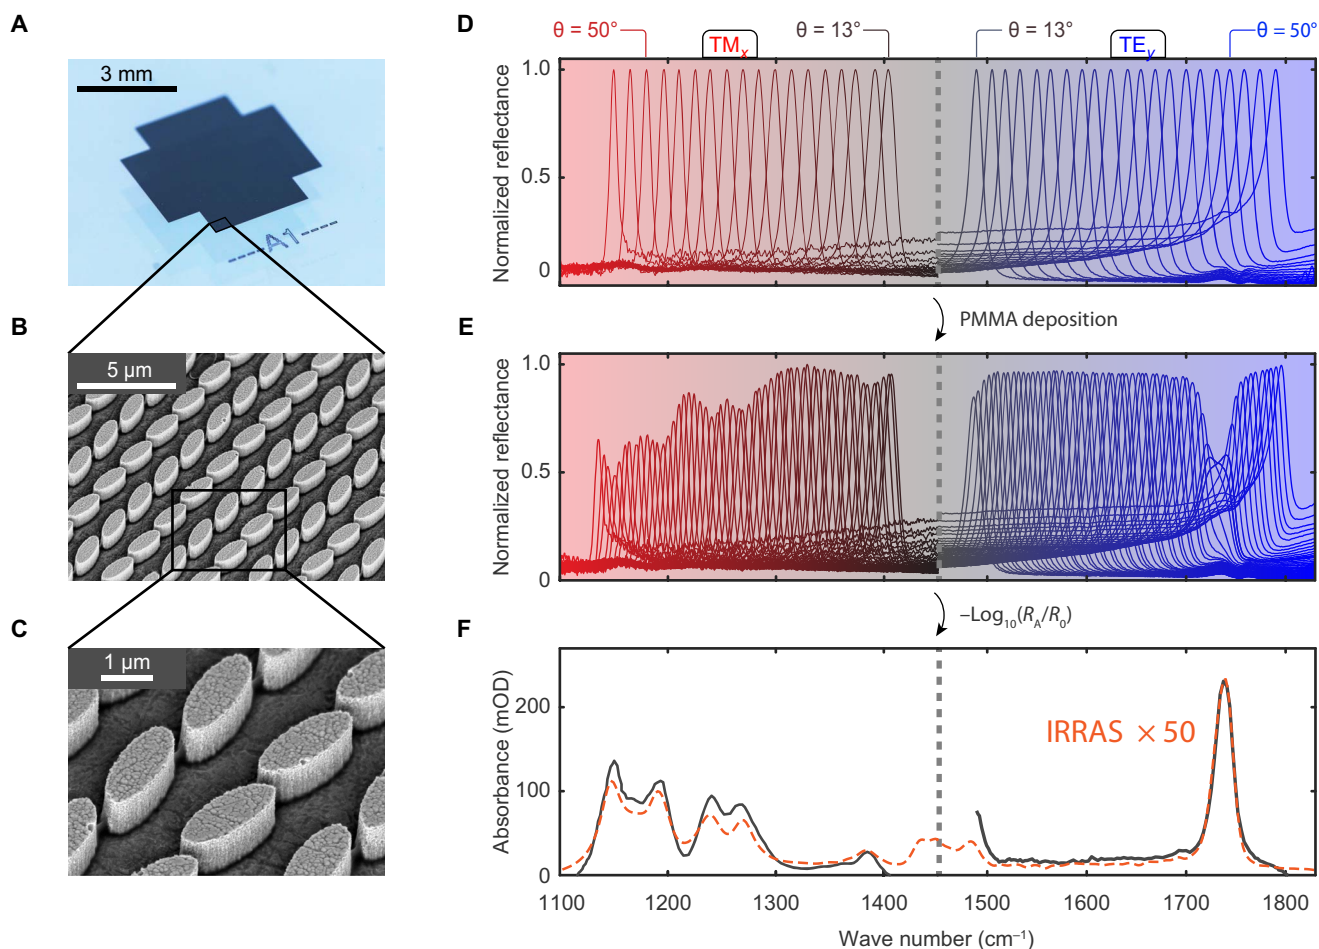 A
3 mm
-----A1----
B
5 µm
C
1 µm
D
θ = 50°
TMx
θ = 13°
θ = 13°
TEy
θ = 50°
Normalized reflectance
1.0
0.5
0
PMMA deposition
E
Normalized reflectance
1.0
0.5
0
–Log10(RA/R0)
F
Absorbance (mOD)
200
100
0
IRRAS × 50
1100 1200 1300 1400 1500 1600 1700 1800
Wave number (cm–1)